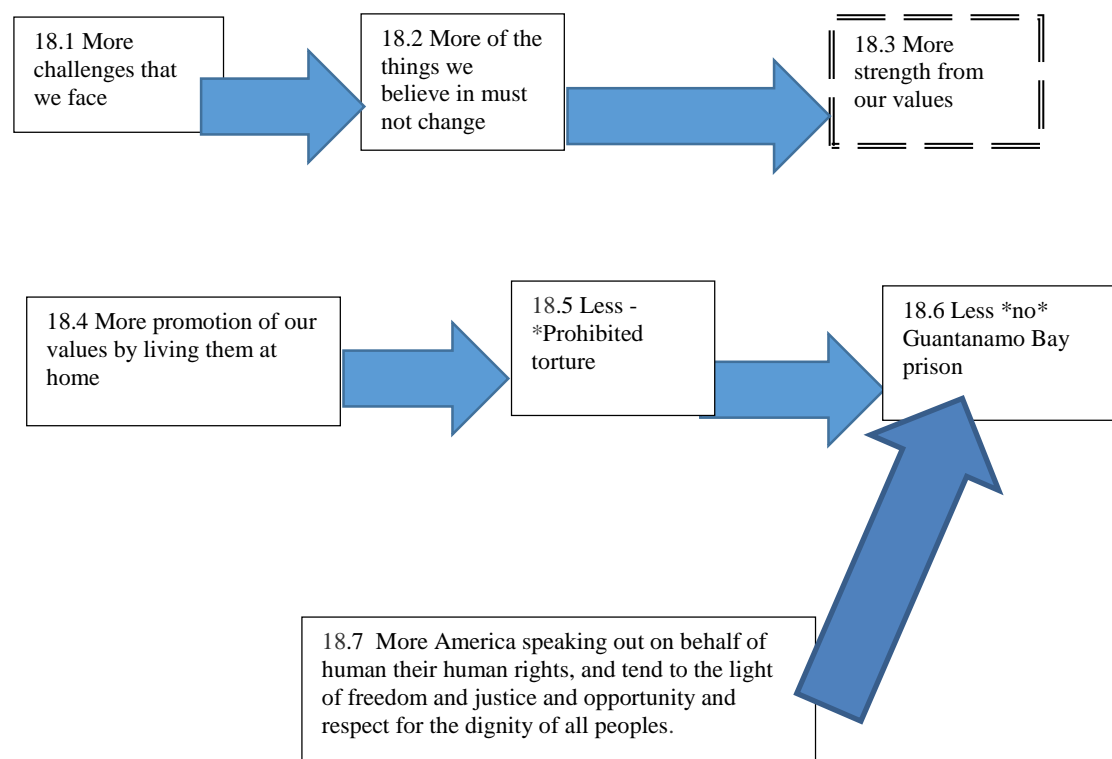 18.1 More
challenges that
we face
18.2 More of the
things we
believe in must
not change
18.3 More
strength from
our values
18.4 More promotion of our
values by living them at
home
18.5 Less -
*Prohibited
torture
18.6 Less *no*
Guantanamo Bay
prison
18.7  More America speaking out on behalf of
human their human rights, and tend to the light
of freedom and justice and opportunity and
respect for the dignity of all peoples.